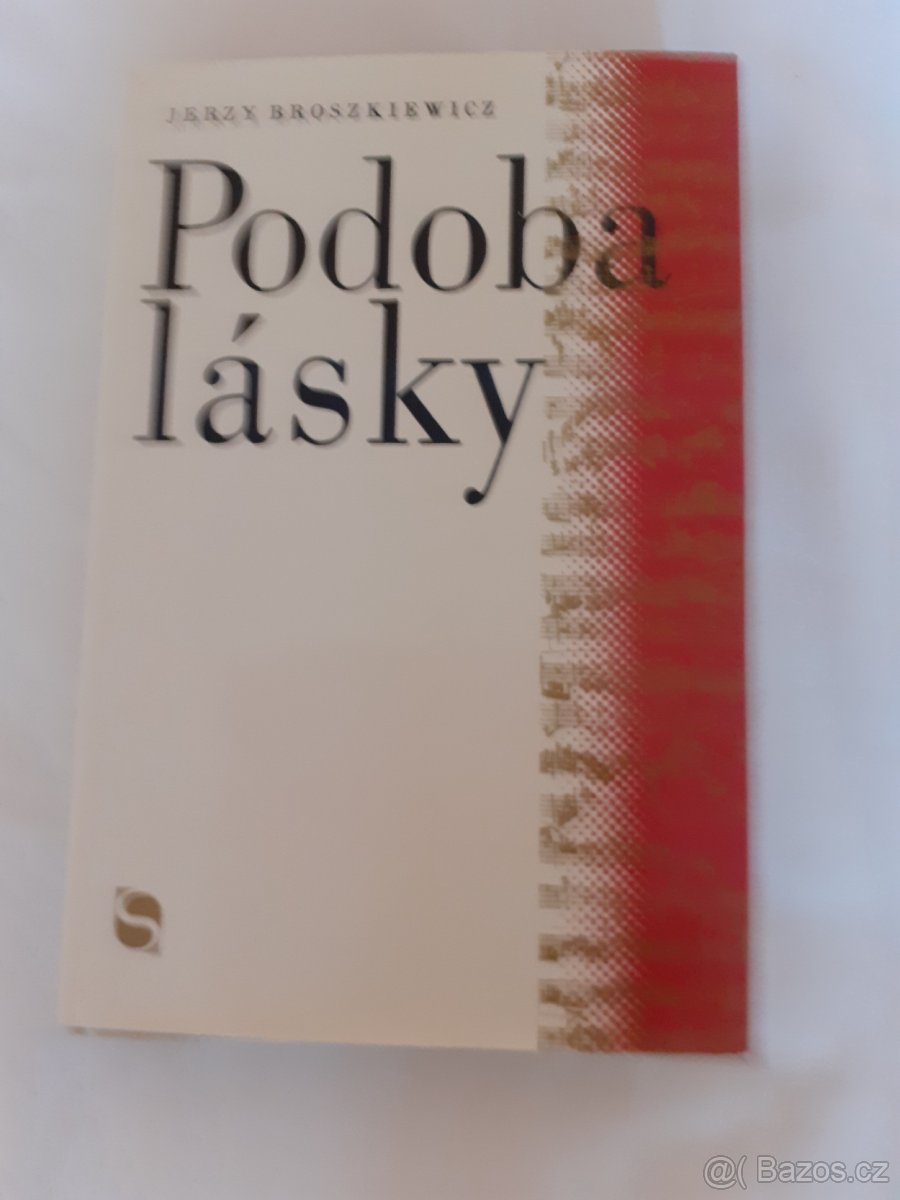 JERZY BROSZKIEWICZ
Podoba
lásky
S
@( Bazos.cz